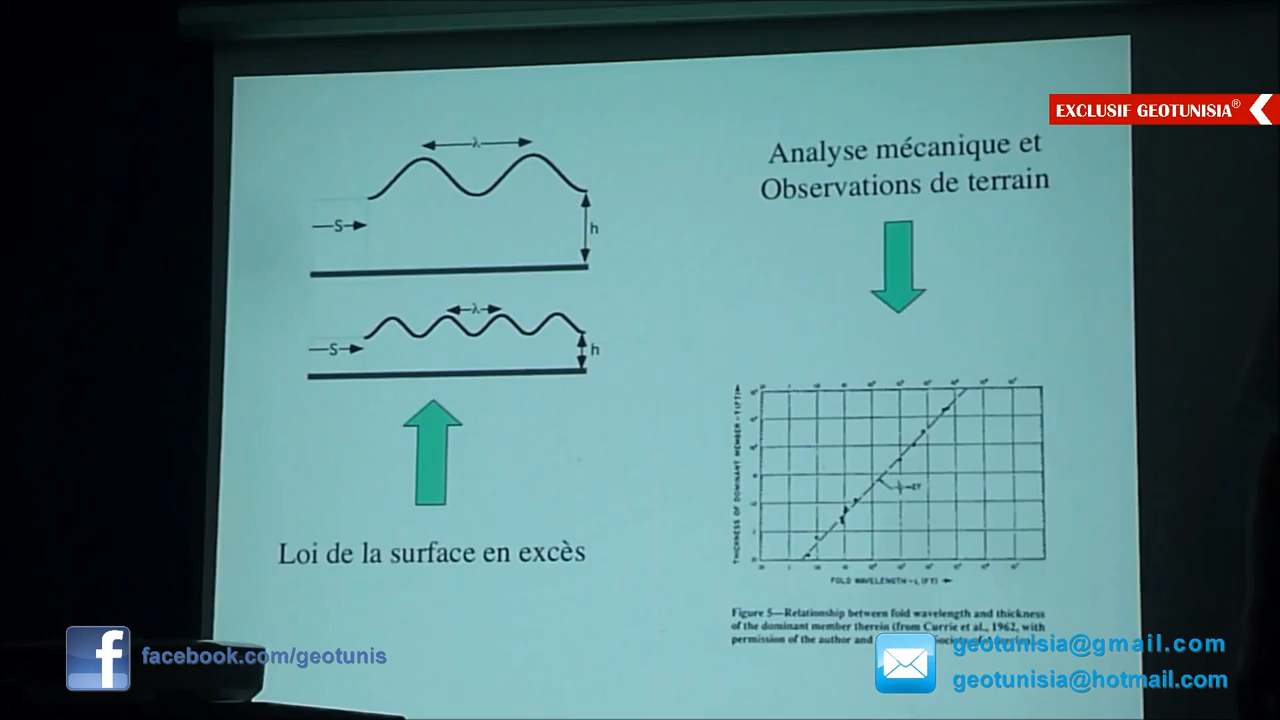 EXCLUSIF GEOTUNISIA®
λ
S
h
λ
S
h
Loi de la surface en excès
Analyse mécanique et
Observations de terrain
THICKNESS OF DOMINANT MEMBER - T (FT)
FOLD WAVELENGTH - L (FT)
Figure 5—Relationship between fold wavelength and thickness
of the dominant member therein (from Currie et al., 1962, with
permission of the author and
facebook.com/geotunis
geotunisia@gmail.com
geotunisia@hotmail.com